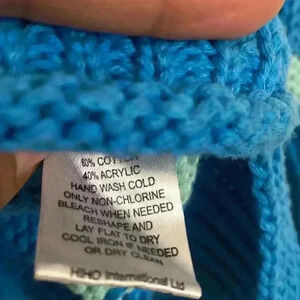 60% COTTON
40% ACRYLIC
HAND WASH COLD
ONLY NON-CHLORINE
BLEACH WHEN NEEDED
RESHAPE AND
LAY FLAT TO DRY
COOL IRON IF NEEDED
OR DRY CLEAN
HIHO International Ltd